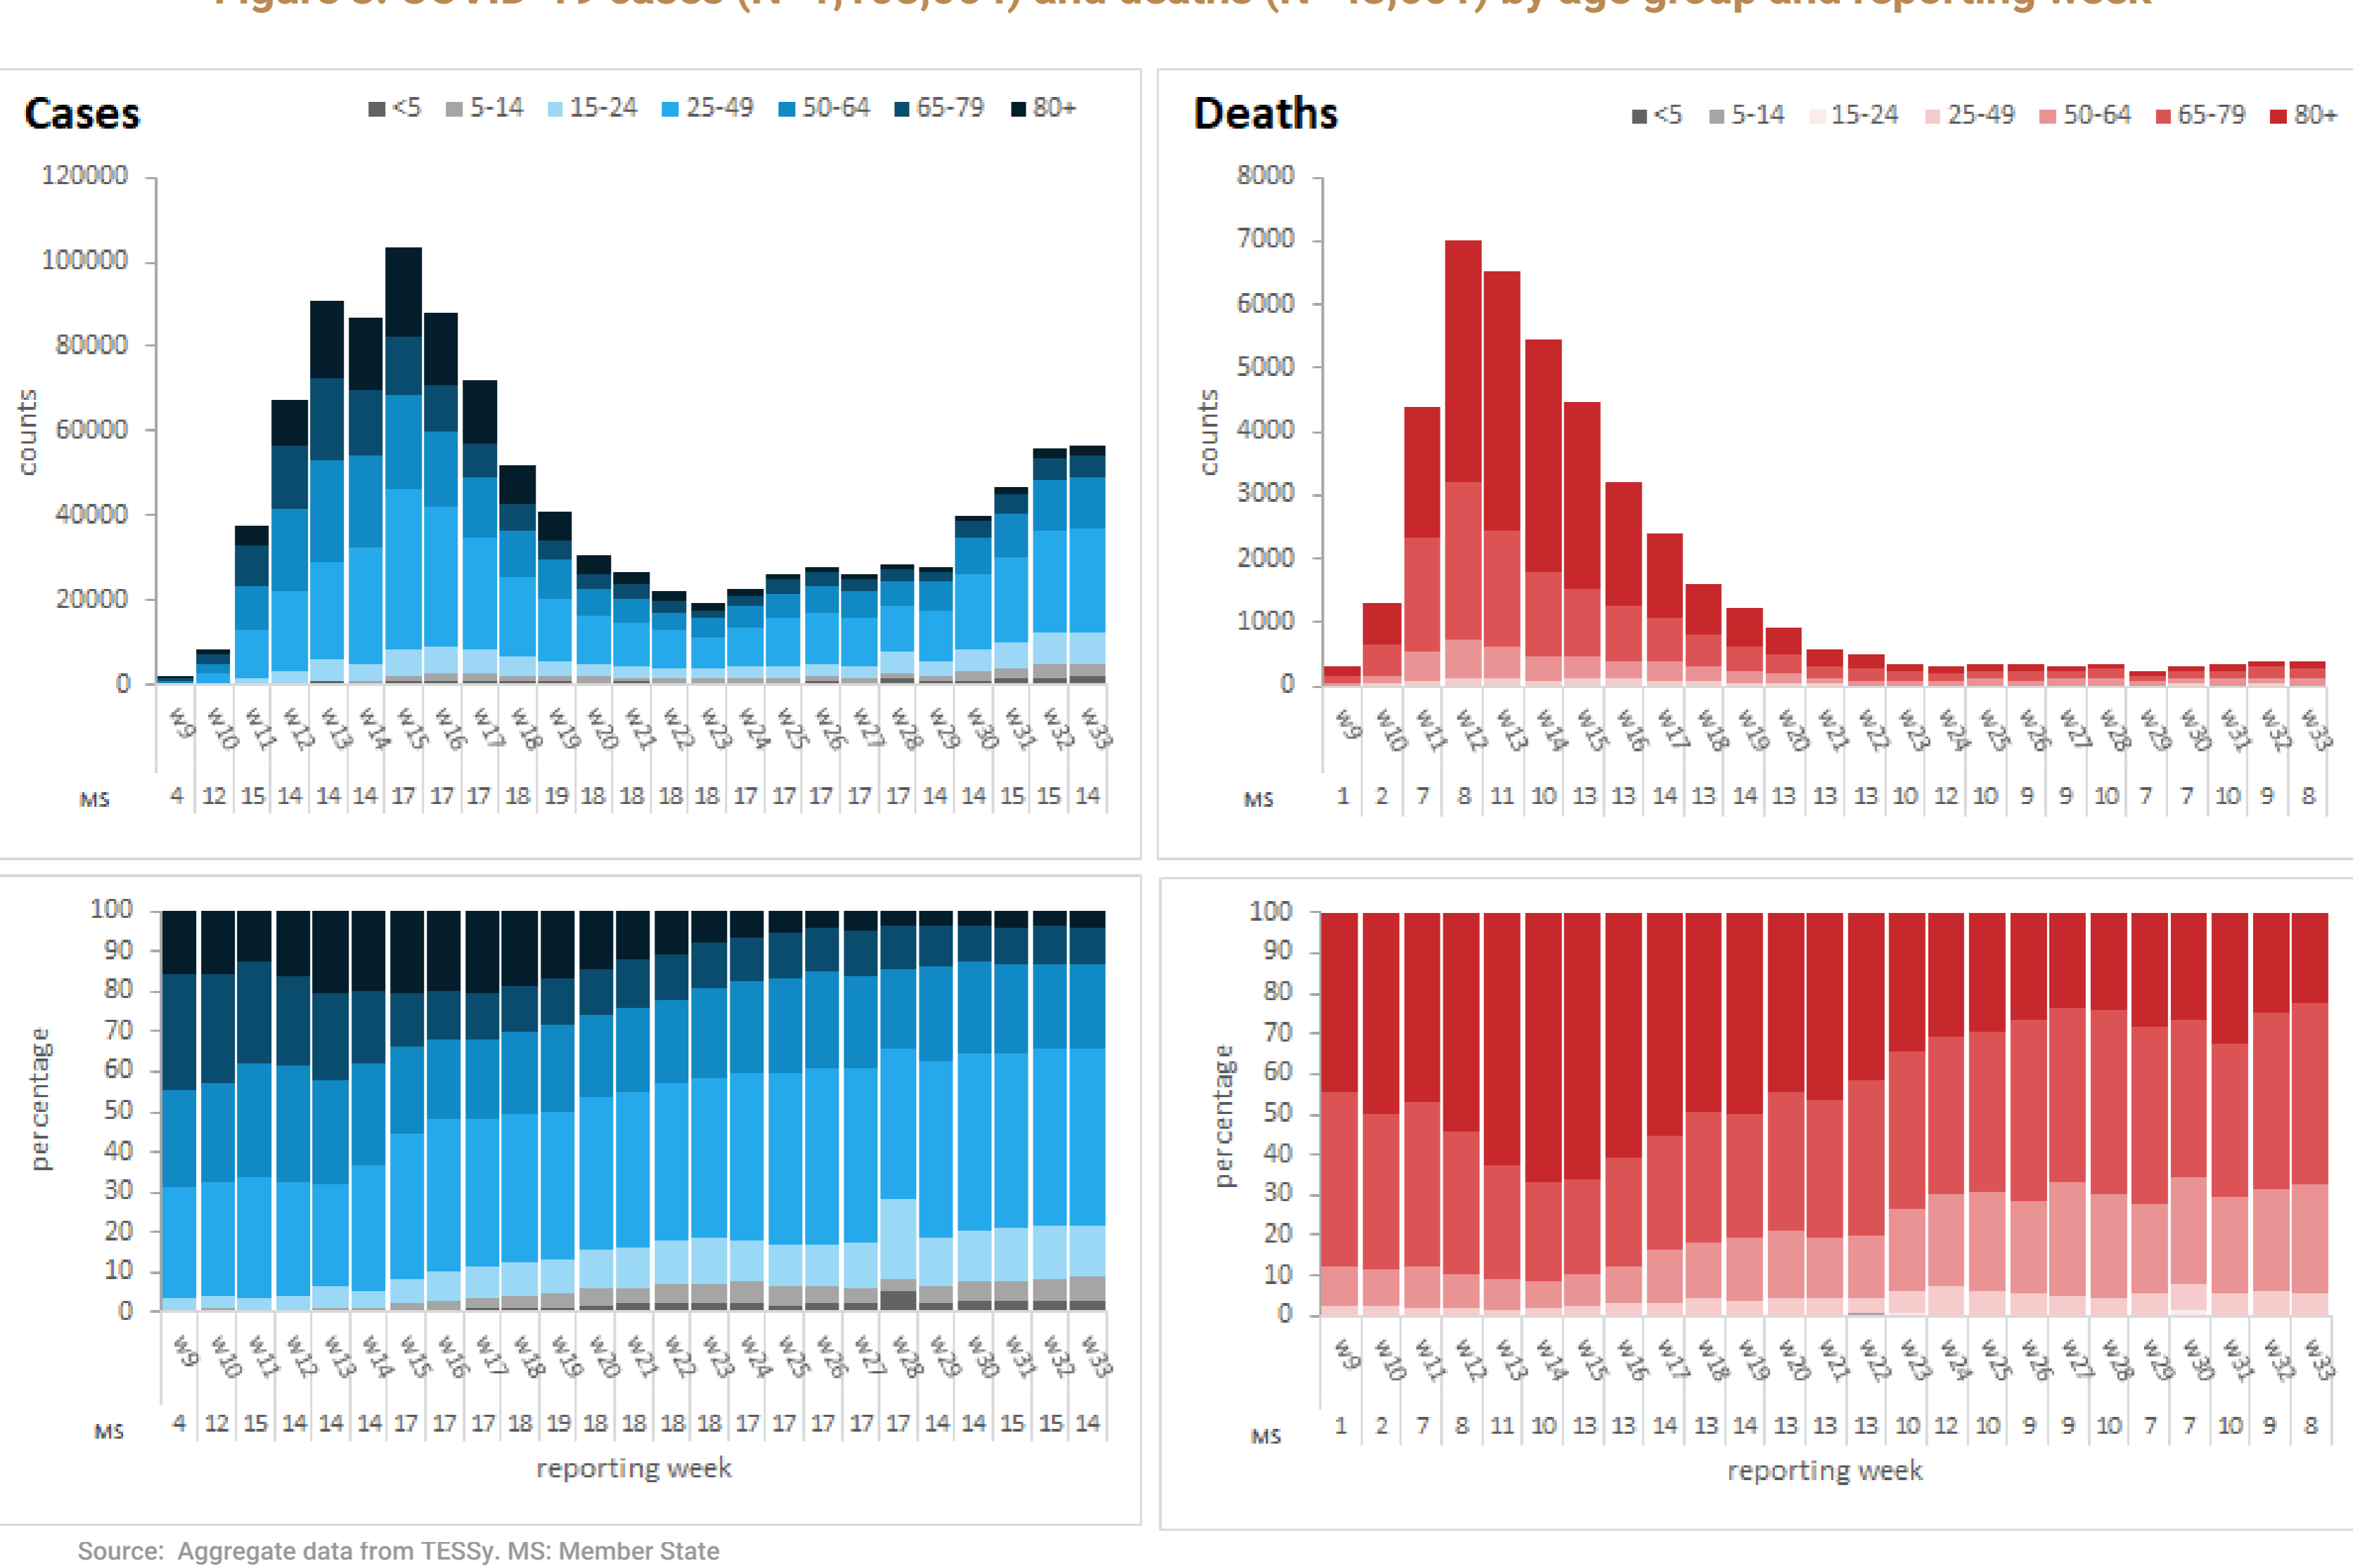 Cases
<5 5-14 15-24 25-49 50-64 65-79 80+
120000
100000
80000
60000
40000
20000
0
counts
w9 w10 w11 w12 w13 w14 w15 w16 w17 w18 w19 w20 w21 w22 w23 w24 w25 w26 w27 w28 w29 w30 w31 w32 w33
MS 4 12 15 14 14 14 17 17 17 18 19 18 18 18 18 17 17 17 17 17 14 14 15 15 14
Deaths
<5 5-14 15-24 25-49 50-64 65-79 80+
8000
7000
6000
5000
4000
3000
2000
1000
0
counts
w9 w10 w11 w12 w13 w14 w15 w16 w17 w18 w19 w20 w21 w22 w23 w24 w25 w26 w27 w28 w29 w30 w31 w32 w33
MS 1 2 7 8 11 10 13 13 14 13 14 13 13 13 10 12 10 9 9 10 7 7 10 9 8
100
90
80
70
60
50
40
30
20
10
0
percentage
w9 w10 w11 w12 w13 w14 w15 w16 w17 w18 w19 w20 w21 w22 w23 w24 w25 w26 w27 w28 w29 w30 w31 w32 w33
MS 4 12 15 14 14 14 17 17 17 18 19 18 18 18 18 17 17 17 17 17 14 14 15 15 14
reporting week
100
90
80
70
60
50
40
30
20
10
0
percentage
w9 w10 w11 w12 w13 w14 w15 w16 w17 w18 w19 w20 w21 w22 w23 w24 w25 w26 w27 w28 w29 w30 w31 w32 w33
MS 1 2 7 8 11 10 13 13 14 13 14 13 13 13 10 12 10 9 9 10 7 7 10 9 8
reporting week
Source: Aggregate data from TESSy. MS: Member State